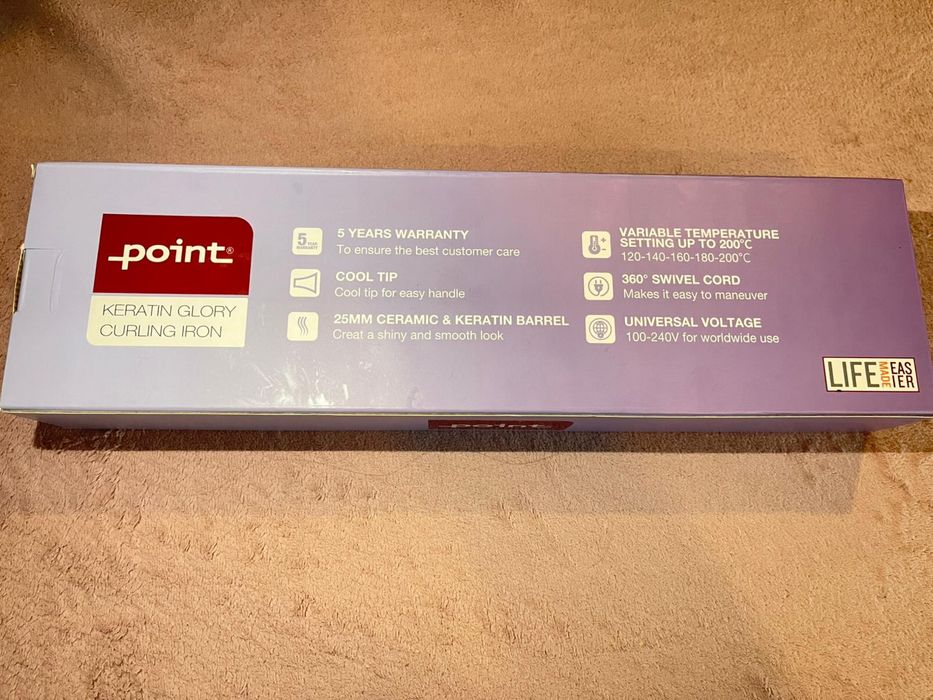 point®
KERATIN GLORY
CURLING IRON
5 YEAR
WARRANTY
5 YEARS WARRANTY
To ensure the best customer care
COOL TIP
Cool tip for easy handle
25MM CERAMIC & KERATIN BARREL
Creat a shiny and smooth look
VARIABLE TEMPERATURE
SETTING UP TO 200°C
120-140-160-180-200°C
360° SWIVEL CORD
Makes it easy to maneuver
UNIVERSAL VOLTAGE
100-240V for worldwide use
LIFE MADE EASIER
point